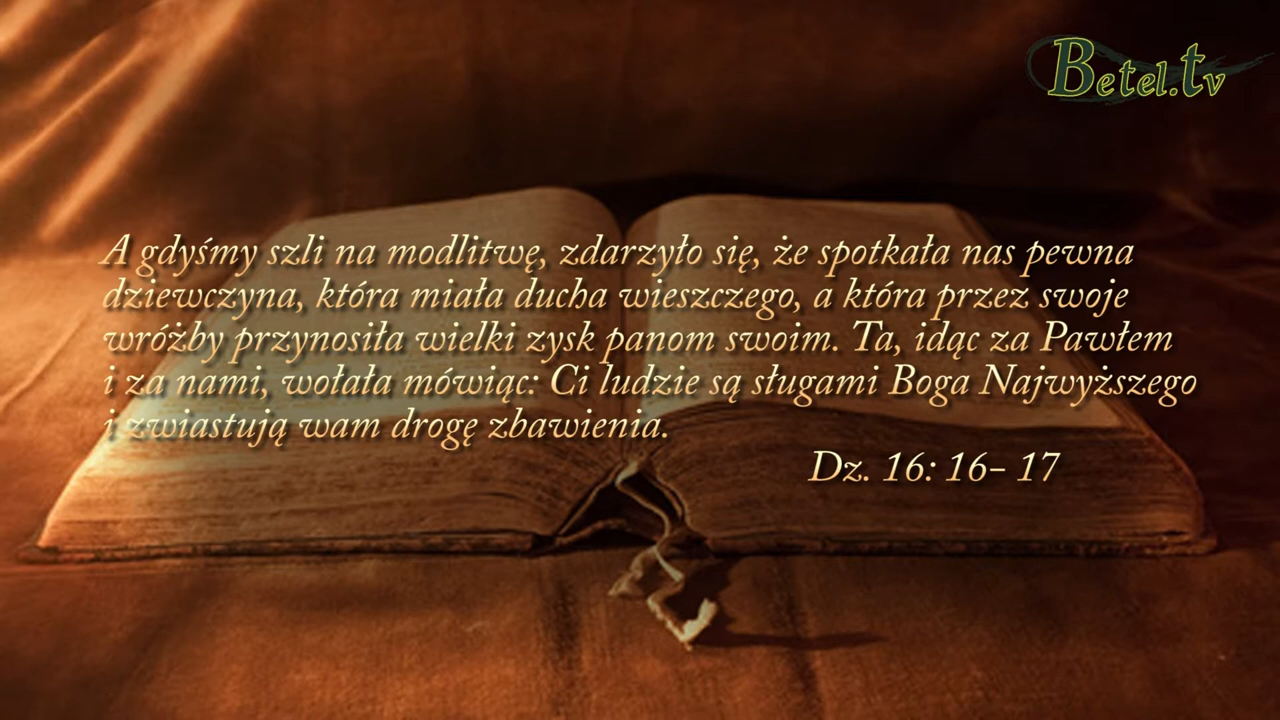 Betel.tv
A gdyśmy szli na modlitwę, zdarzyło się, że spotkała nas pewna
dziewczyna, która miała ducha wieszczego, a która przez swoje
wróżby przynosiła wielki zysk panom swoim. Ta, idąc za Pawłem
i za nami, wołała mówiąc: Ci ludzie są sługami Boga Najwyższego
i zwiastują wam drogę zbawienia.
Dz. 16: 16- 17